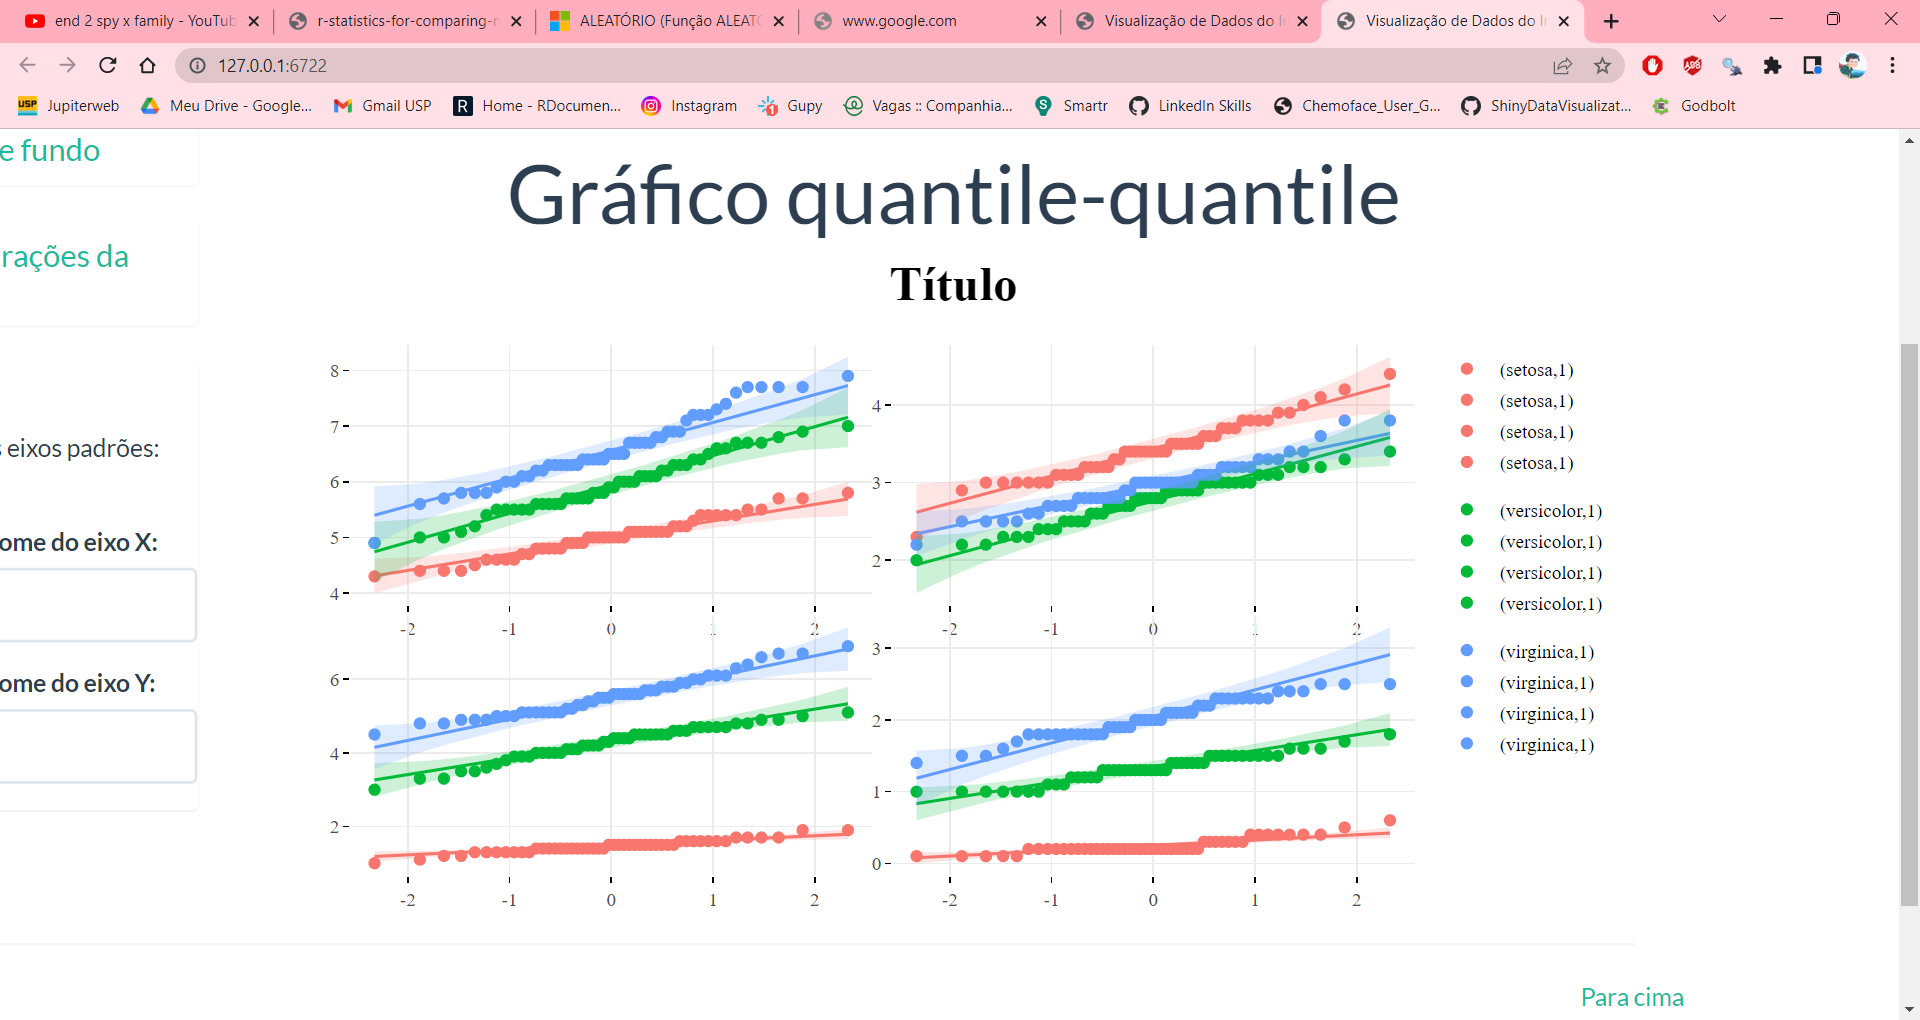 end 2 spy x family - YouTub
r-statistics-for-comparing-r
ALEATÓRIO (Função ALEATO
www.google.com
Visualização de Dados do I
Visualização de Dados do I
127.0.0.1:6722
Jupiterweb
Meu Drive - Google...
Gmail USP
Home - RDocumen...
Instagram
Gupy
Vagas :: Companhia...
Smartr
LinkedIn Skills
Chemoface_User_G...
ShinyDataVisualizat...
Godbolt
e fundo
rações da
s eixos padrões:
ome do eixo X:
ome do eixo Y:
Gráfico quantile-quantile
Título
8
7
6
5
4
-2 -1 0 1 2
4
3
2
-2 -1 0 1 2
6
4
2
-2 -1 0 1 2
3
2
1
0
-2 -1 0 1 2
(setosa,1)
(setosa,1)
(setosa,1)
(setosa,1)
(versicolor,1)
(versicolor,1)
(versicolor,1)
(versicolor,1)
(virginica,1)
(virginica,1)
(virginica,1)
(virginica,1)
Para cima